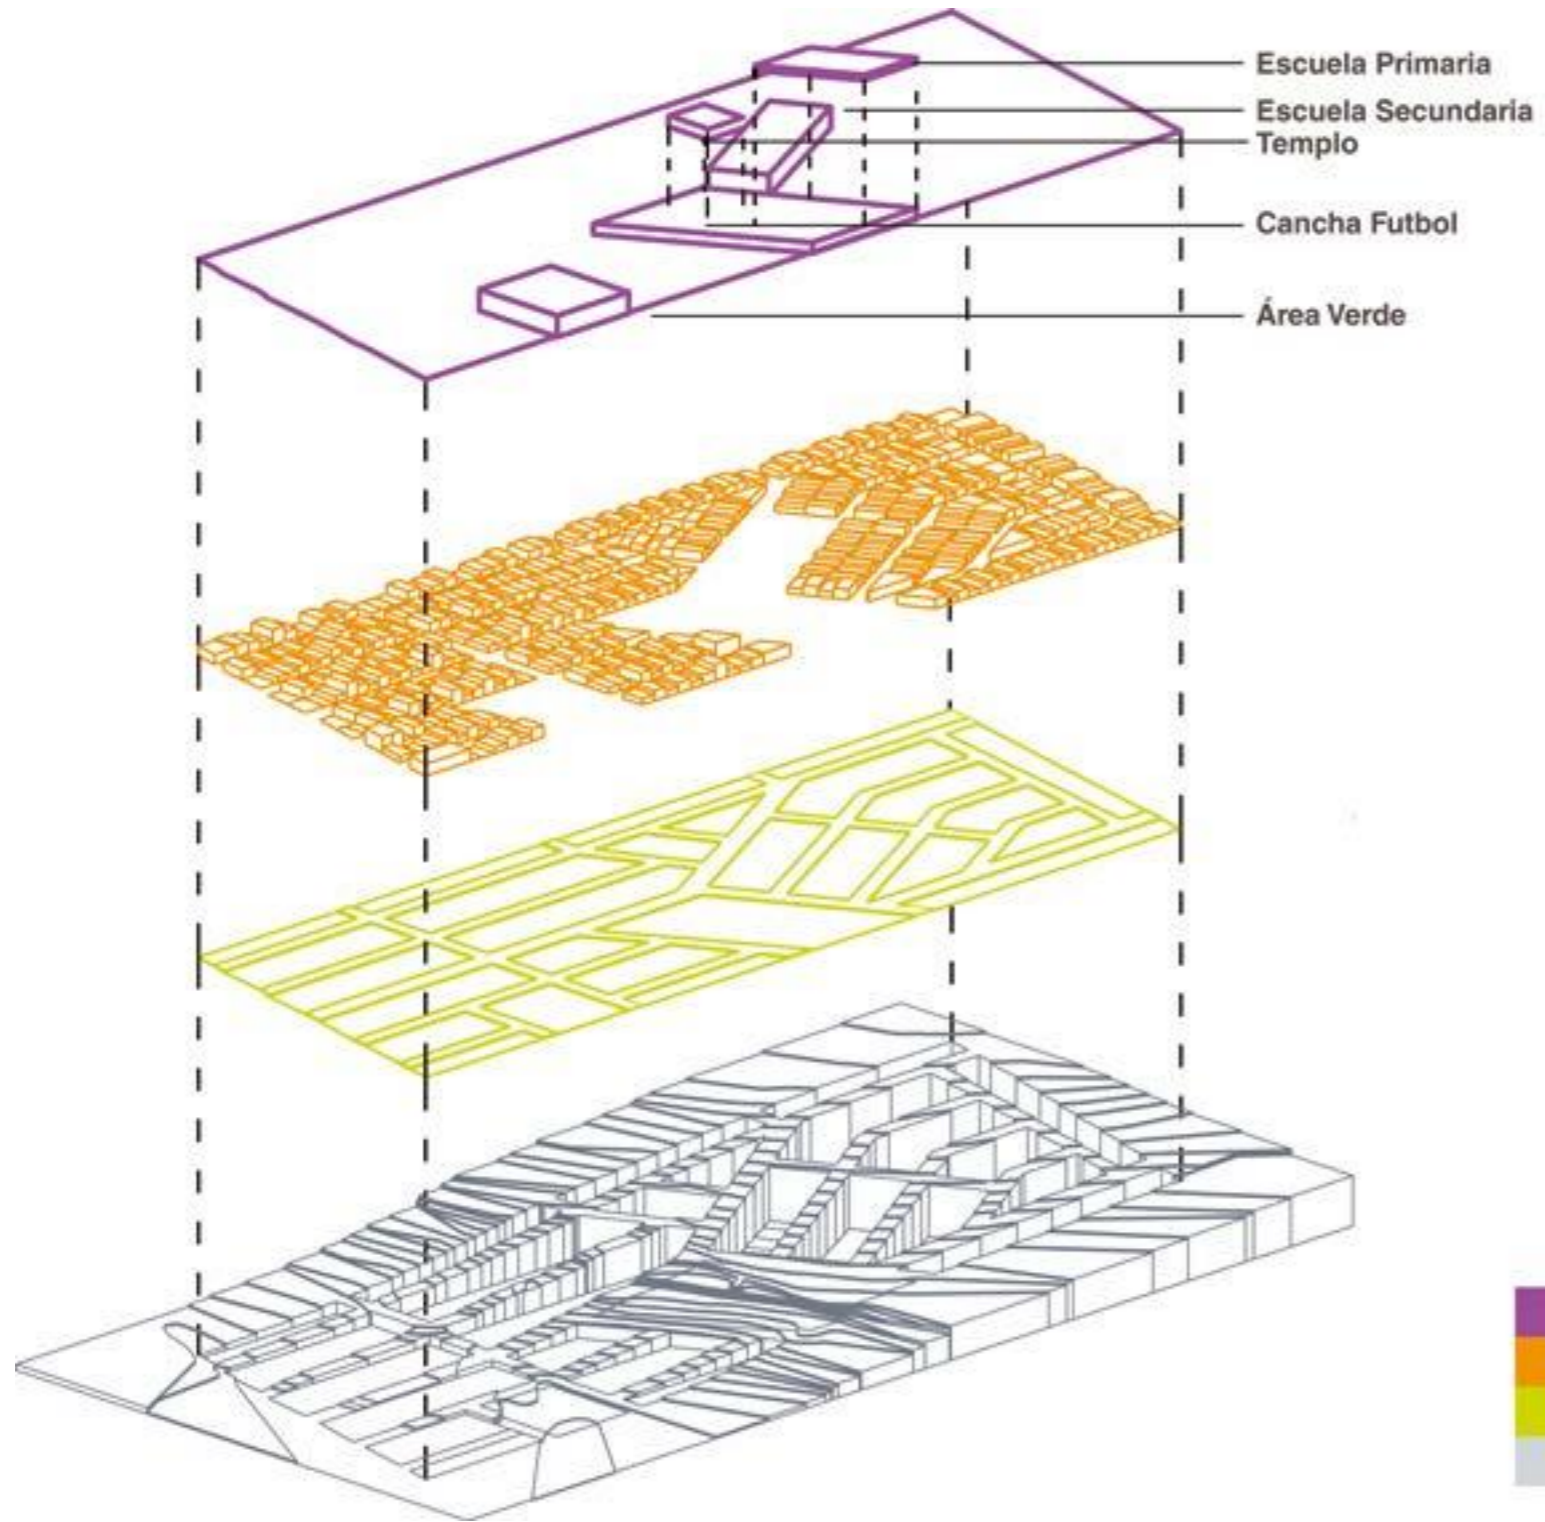 Escuela Primaria
Escuela Secundaria
Templo
Cancha Futbol
Área Verde